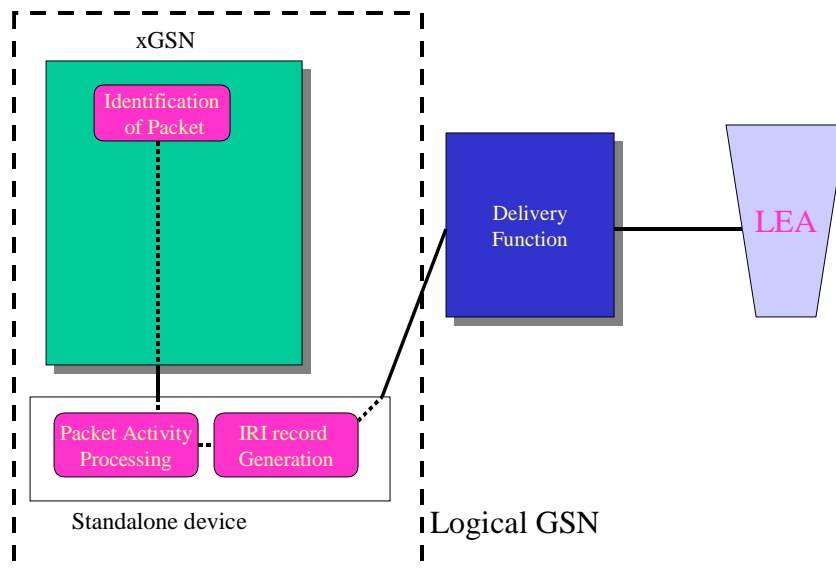 xGSN
Identification
of Packet
Delivery
Function
LEA
Packet Activity
Processing
IRI record
Generation
Standalone device
Logical GSN